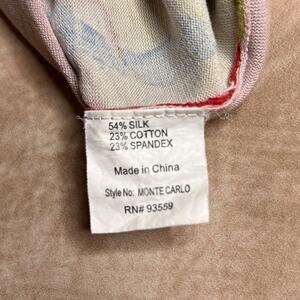 54% SILK
23% COTTON
23% SPANDEX
Made in China
Style No: MONTE CARLO
RN# 93559